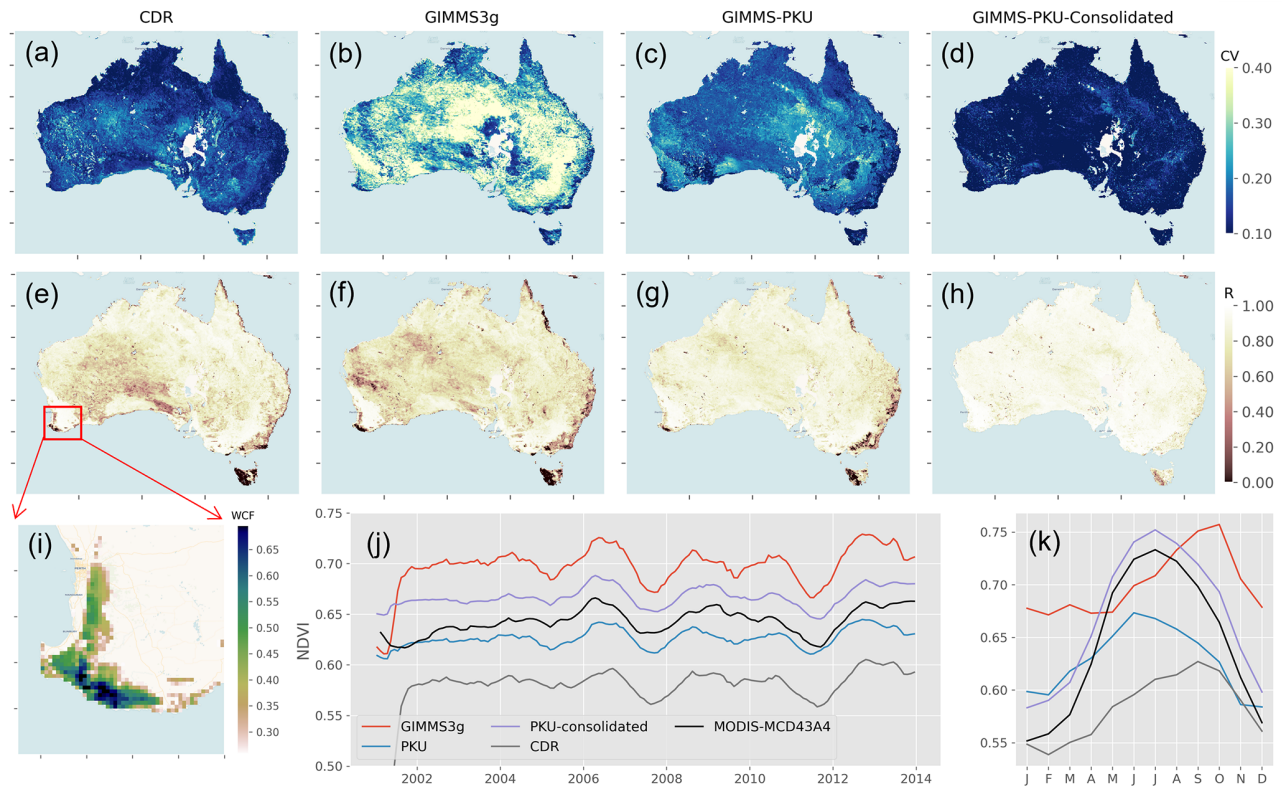 CDR
GIMMS3g
GIMMS-PKU
GIMMS-PKU-Consolidated
(a)
(b)
(c)
(d)
CV
0.40
0.30
0.20
0.10
(e)
(f)
(g)
(h)
R
1.00
0.80
0.60
0.40
0.20
0.00
(i)
WCF
0.65
0.60
0.55
0.50
0.45
0.40
0.35
0.30
(j)
NDVI
0.75
0.70
0.65
0.60
0.55
0.50
GIMMS3g
PKU-consolidated
MODIS-MCD43A4
PKU
CDR
2002
2004
2006
2008
2010
2012
2014
(k)
0.75
0.70
0.65
0.60
0.55
J F M A M J J A S O N D